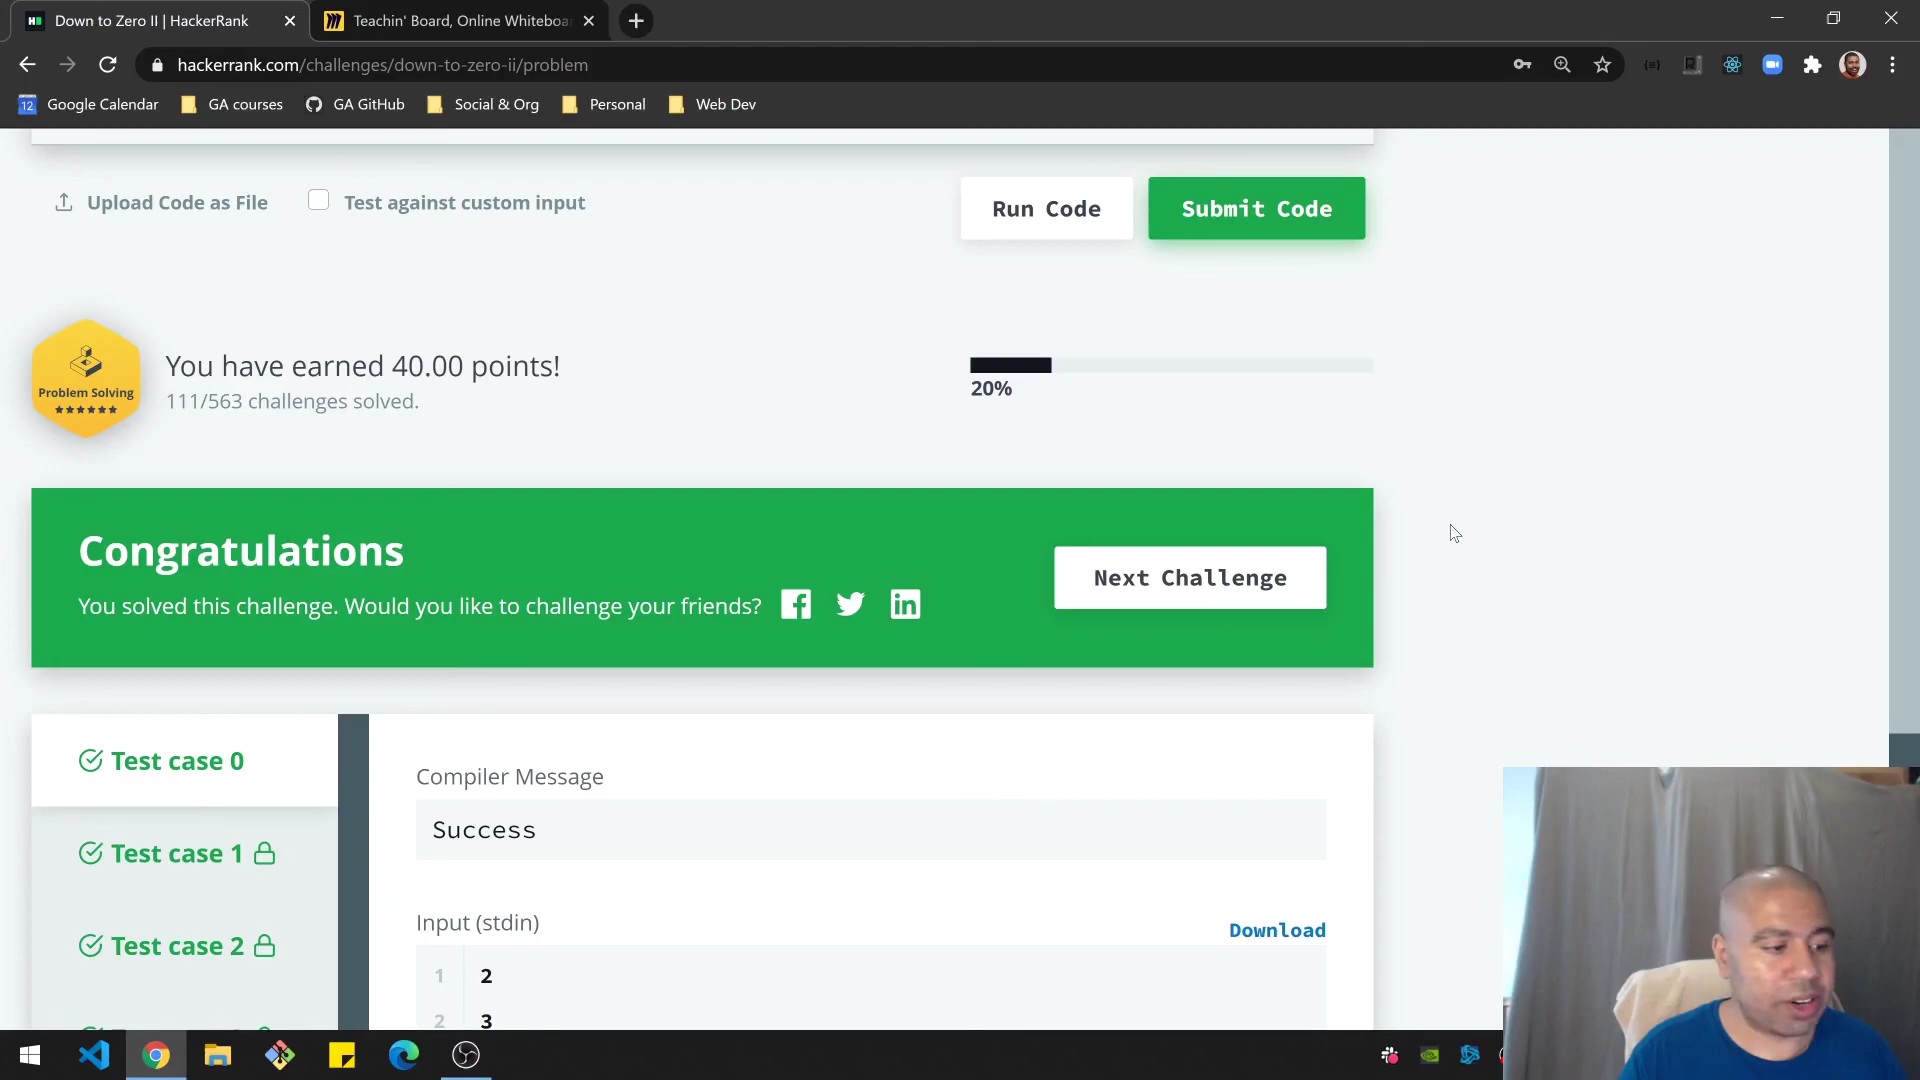 Down to Zero II | HackerRank
Teachin' Board, Online Whiteboa
hackerrank.com/challenges/down-to-zero-ii/problem
12 Google Calendar
GA courses
GA GitHub
Social & Org
Personal
Web Dev
Upload Code as File
Test against custom input
Run Code
Submit Code
Problem Solving
You have earned 40.00 points!
111/563 challenges solved.
20%
Congratulations
You solved this challenge. Would you like to challenge your friends?
Next Challenge
Test case 0
Test case 1
Test case 2
Compiler Message
Success
Input (stdin)
Download
1 2
2 3